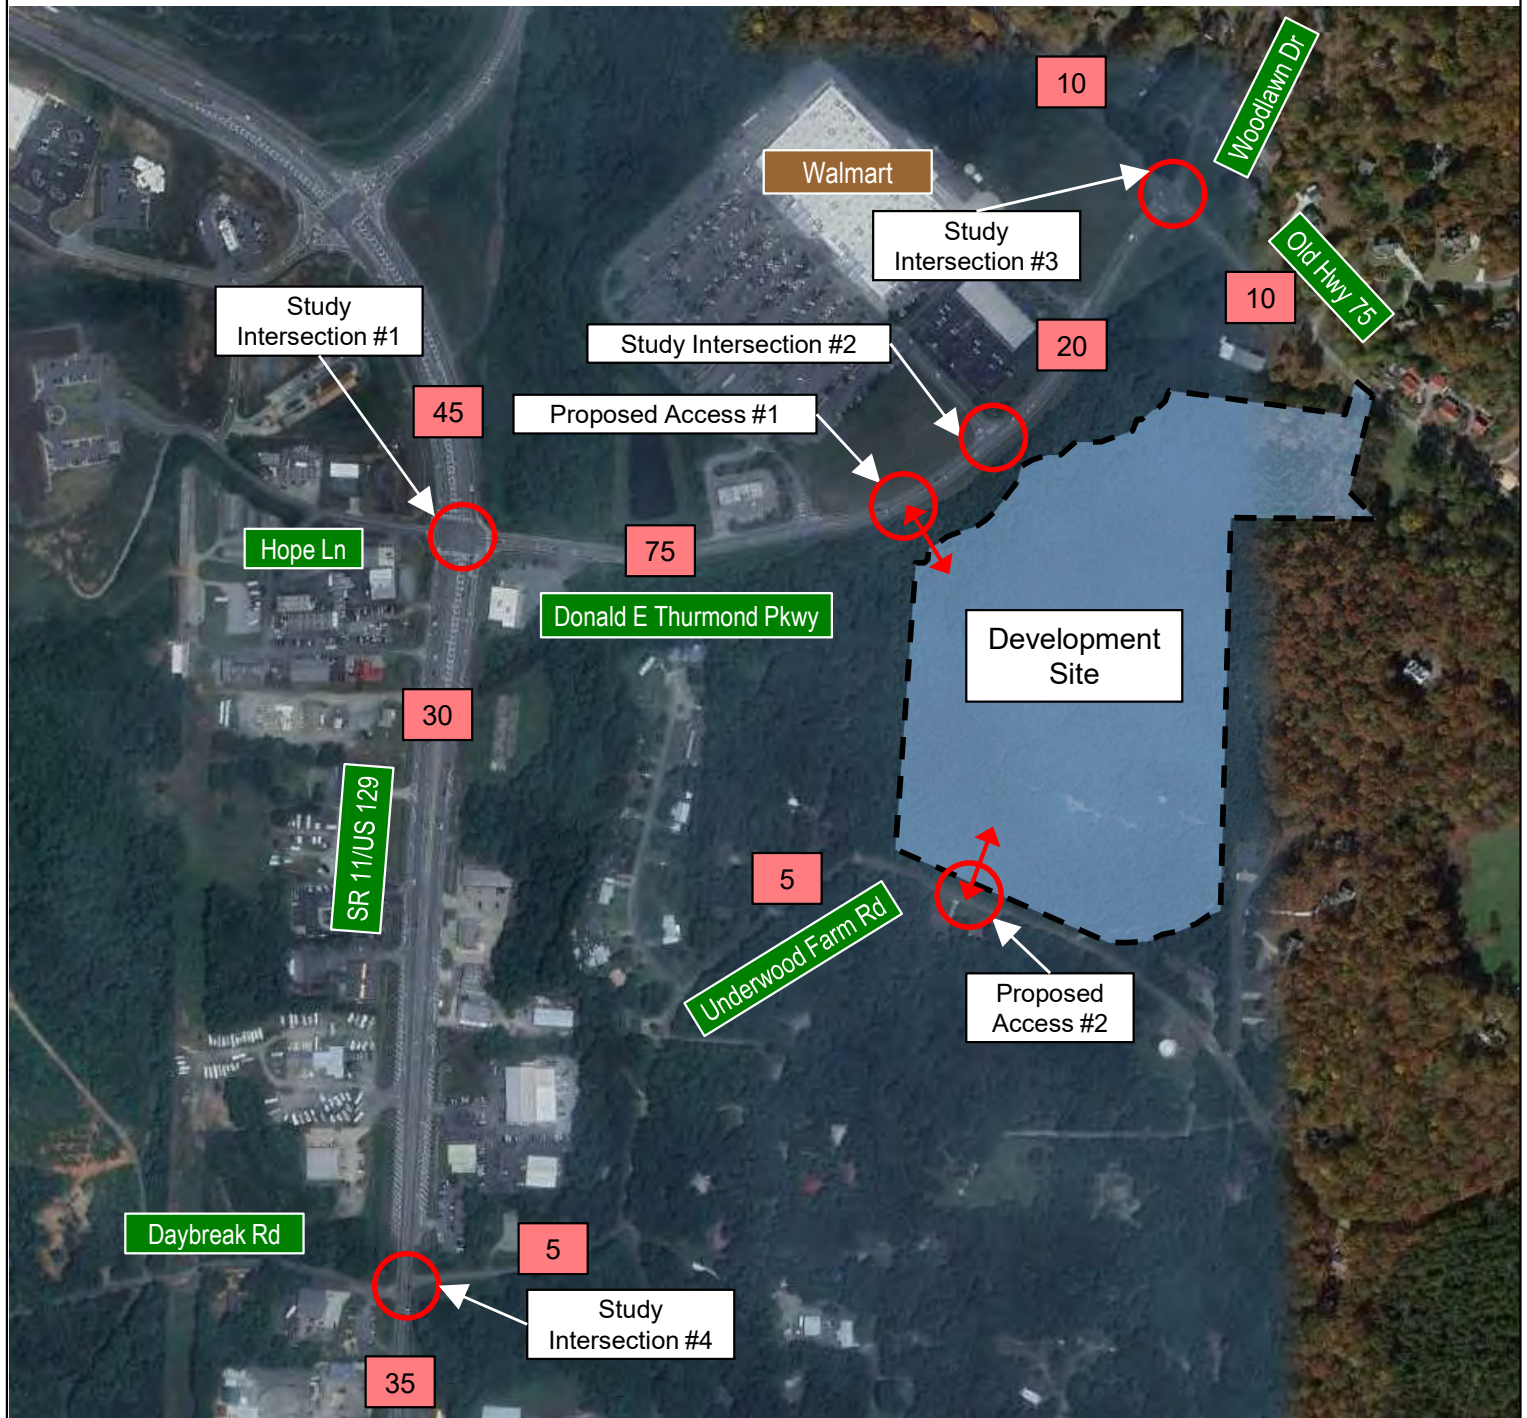 10
Woodlawn Dr
Walmart
Study
Intersection #3
Old Hwy 75
10
Study
Intersection #1
Study Intersection #2
20
45
Proposed Access #1
Hope Ln
75
Donald E Thurmond Pkwy
Development
Site
30
SR 11/US 129
5
Underwood Farm Rd
Proposed
Access #2
Daybreak Rd
5
Study
Intersection #4
35